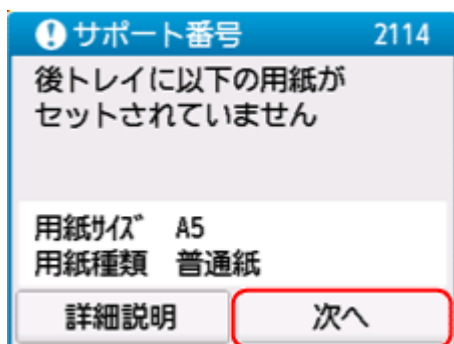 サポート番号 2114
後トレイに以下の用紙が
セットされていません
用紙サイズ A5
用紙種類 普通紙
詳細説明 次へ